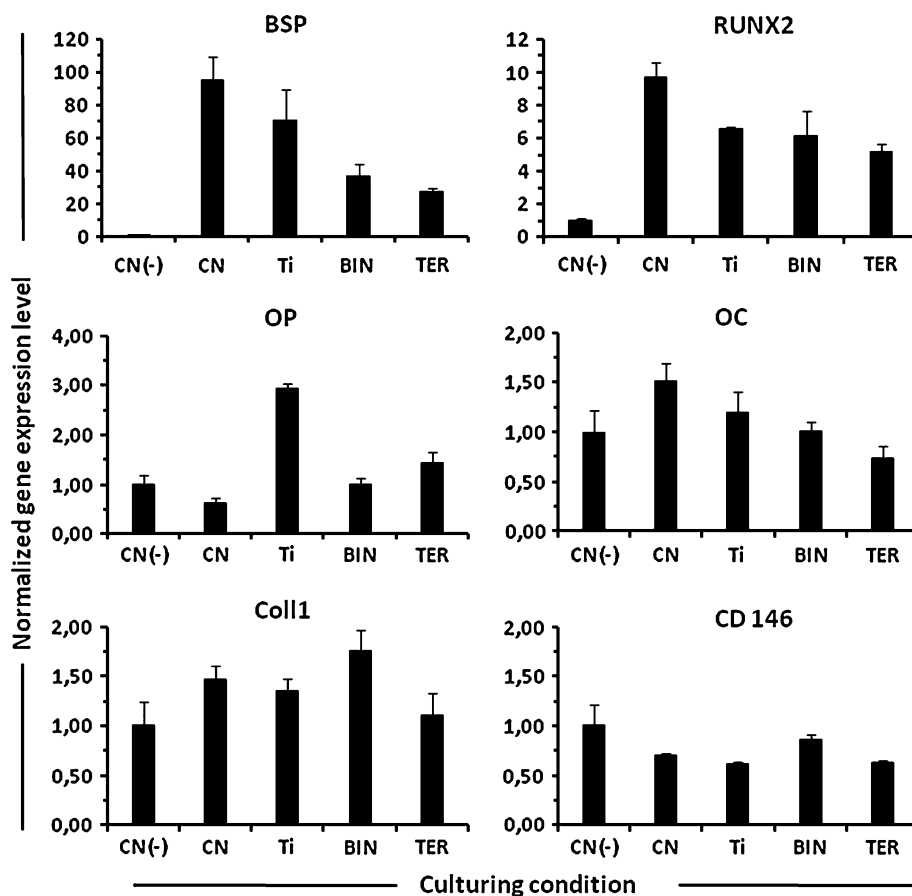 BSP
120
100
80
60
40
20
0
CN(-) CN Ti BIN TER
RUNX2
12
10
8
6
4
2
0
CN(-) CN Ti BIN TER
Normalized gene expression level
OP
4,00
3,00
2,00
1,00
0,00
CN(-) CN Ti BIN TER
OC
2,00
1,50
1,00
0,50
0,00
CN(-) CN Ti BIN TER
Coll1
2,00
1,50
1,00
0,50
0,00
CN(-) CN Ti BIN TER
CD 146
2,00
1,50
1,00
0,50
0,00
CN(-) CN Ti BIN TER
Culturing condition